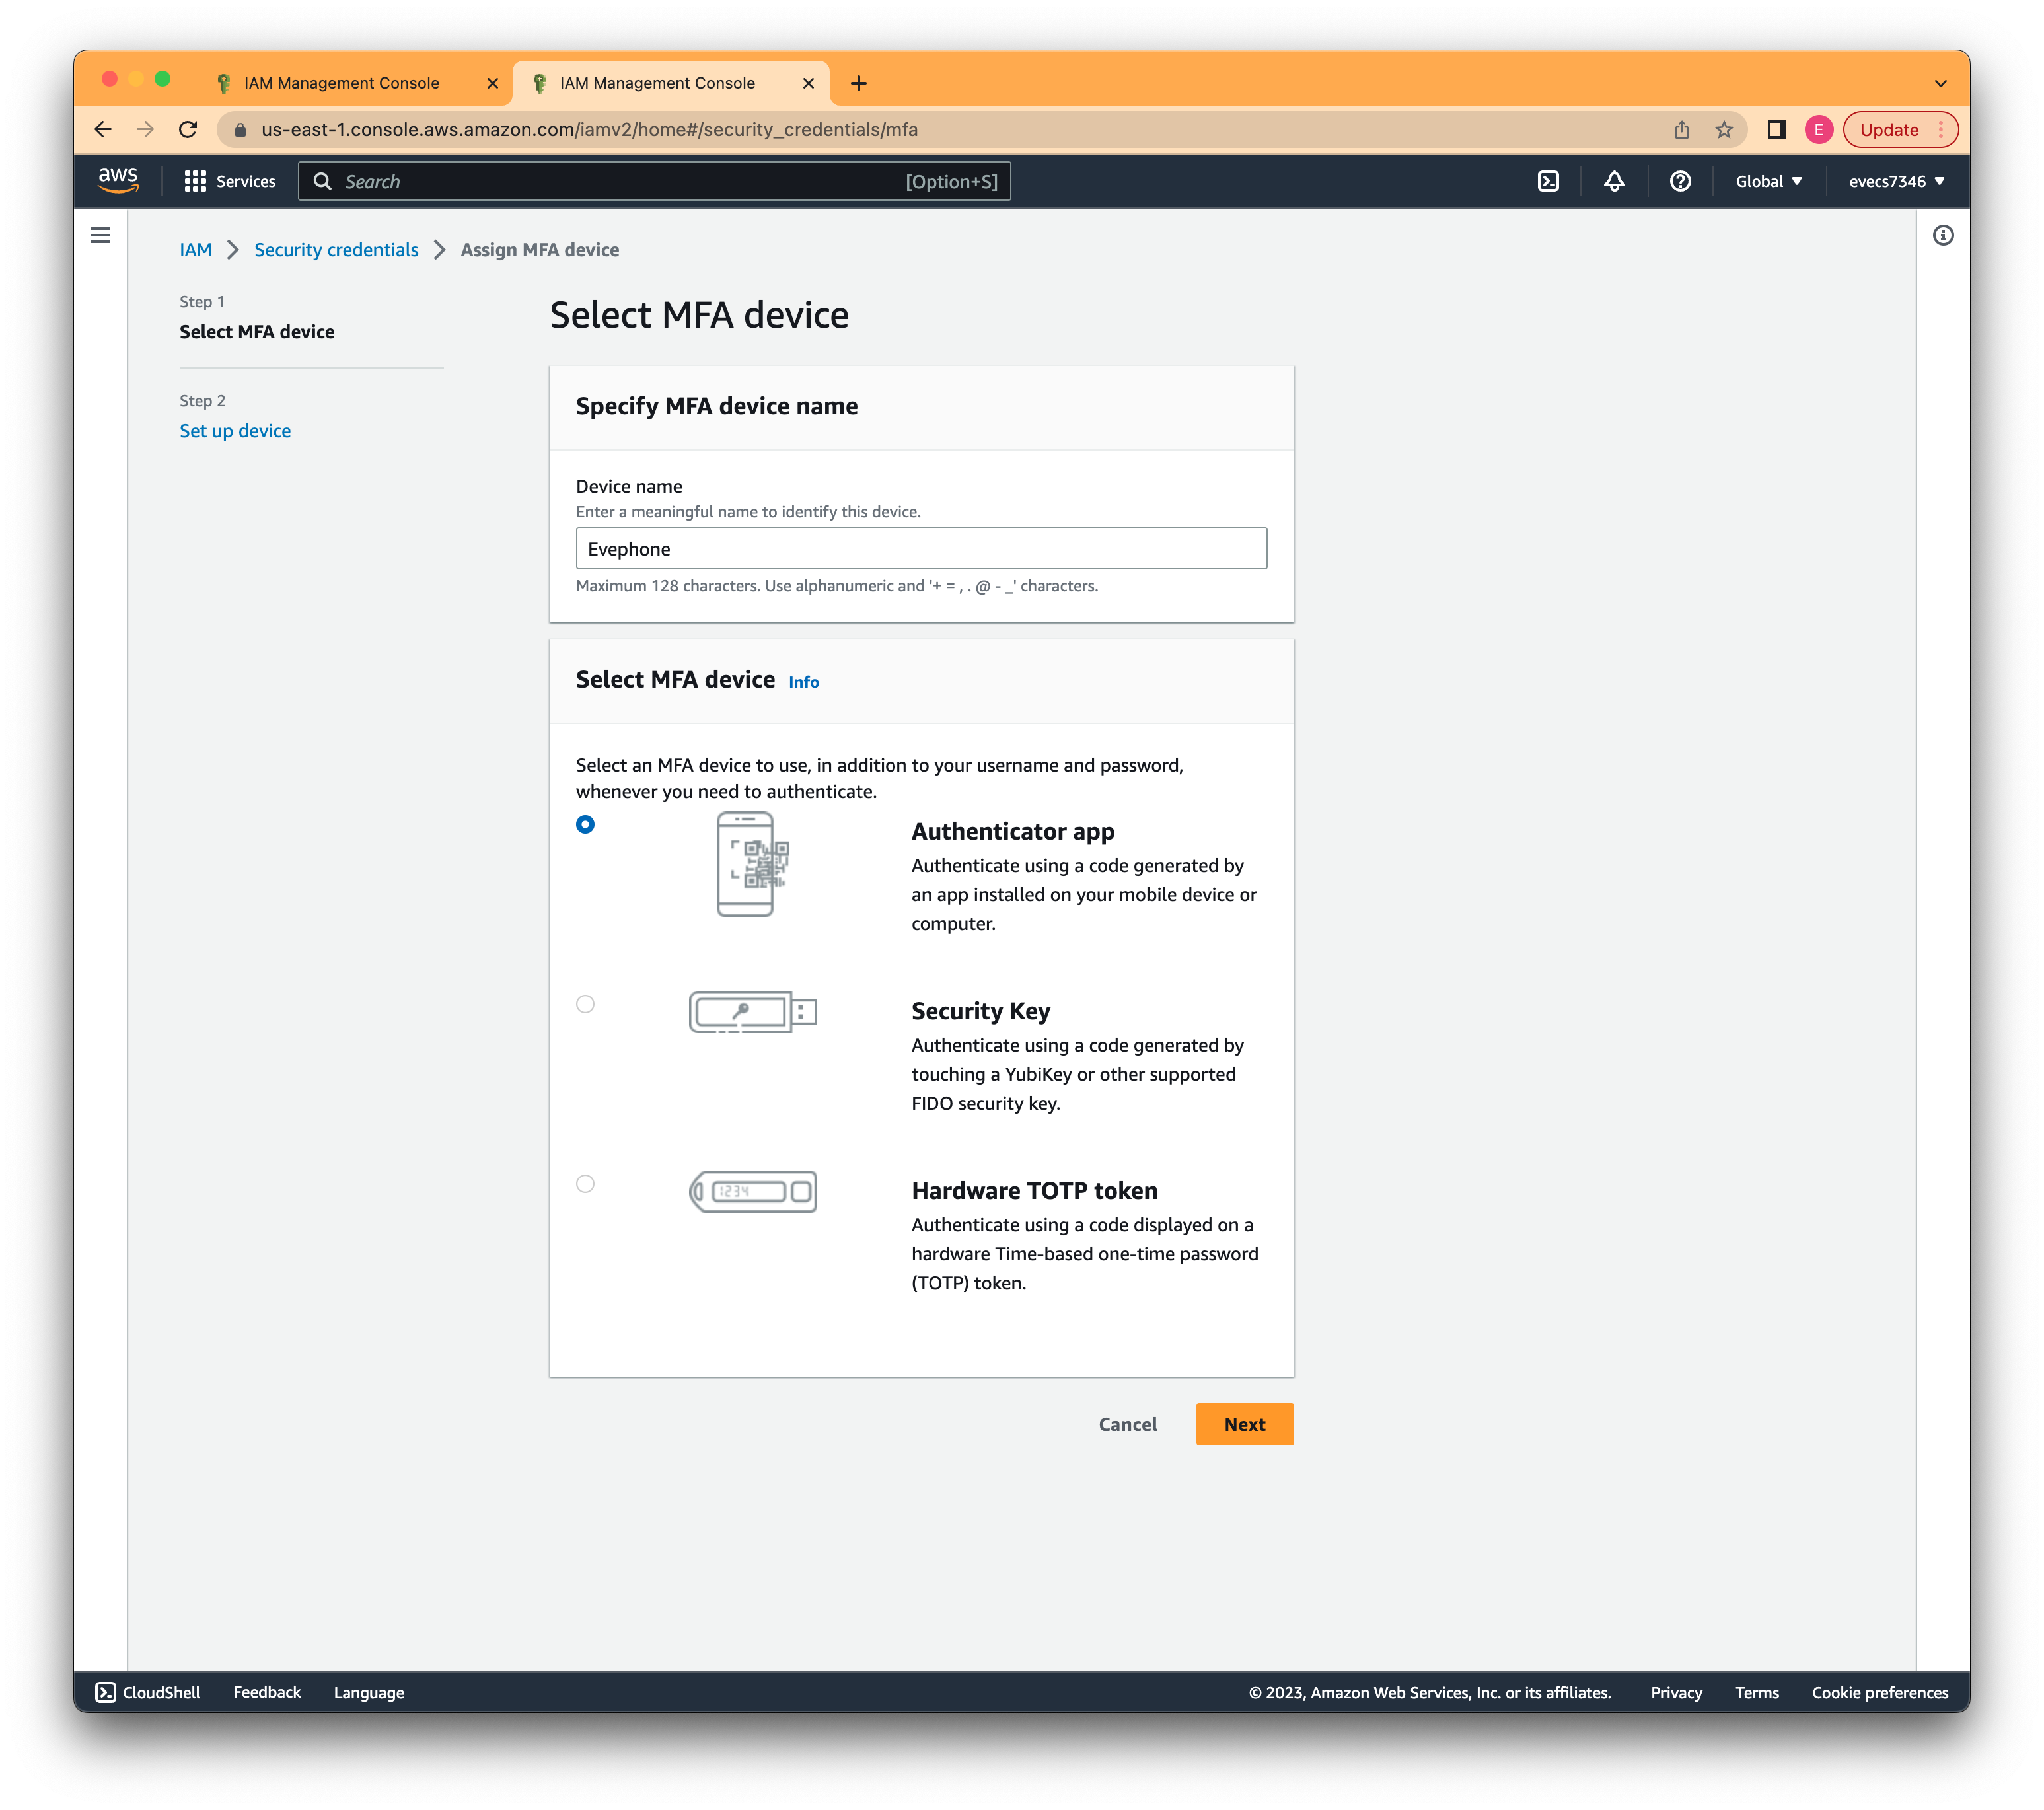 IAM Management Console
IAM Management Console
us-east-1.console.aws.amazon.com/iamv2/home#/security_credentials/mfa
E
Update
aws
Services
Search
[Option+S]
Global
evecs7346
IAM
Security credentials
Assign MFA device
Step 1
Select MFA device
Step 2
Set up device
Select MFA device
Specify MFA device name
Device name
Enter a meaningful name to identify this device.
Evephone
Maximum 128 characters. Use alphanumeric and '+ = , . @ - _' characters.
Select MFA device Info
Select an MFA device to use, in addition to your username and password,
whenever you need to authenticate.
Authenticator app
Authenticate using a code generated by
an app installed on your mobile device or
computer.
Security Key
Authenticate using a code generated by
touching a YubiKey or other supported
FIDO security key.
1234
Hardware TOTP token
Authenticate using a code displayed on a
hardware Time-based one-time password
(TOTP) token.
Cancel
Next
CloudShell
Feedback
Language
© 2023, Amazon Web Services, Inc. or its affiliates.
Privacy
Terms
Cookie preferences